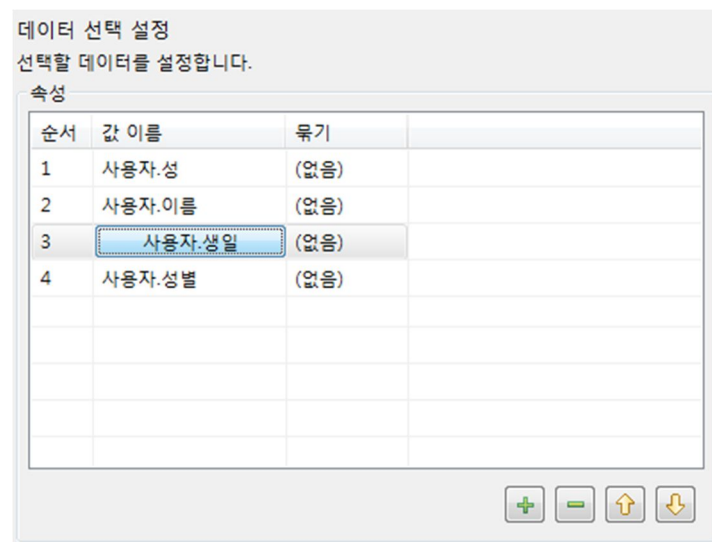 데이터 선택 설정
선택할 데이터를 설정합니다.
속성
순서 값 이름 묶기
1 사용자.성 (없음)
2 사용자.이름 (없음)
3 사용자.생일 (없음)
4 사용자.성별 (없음)